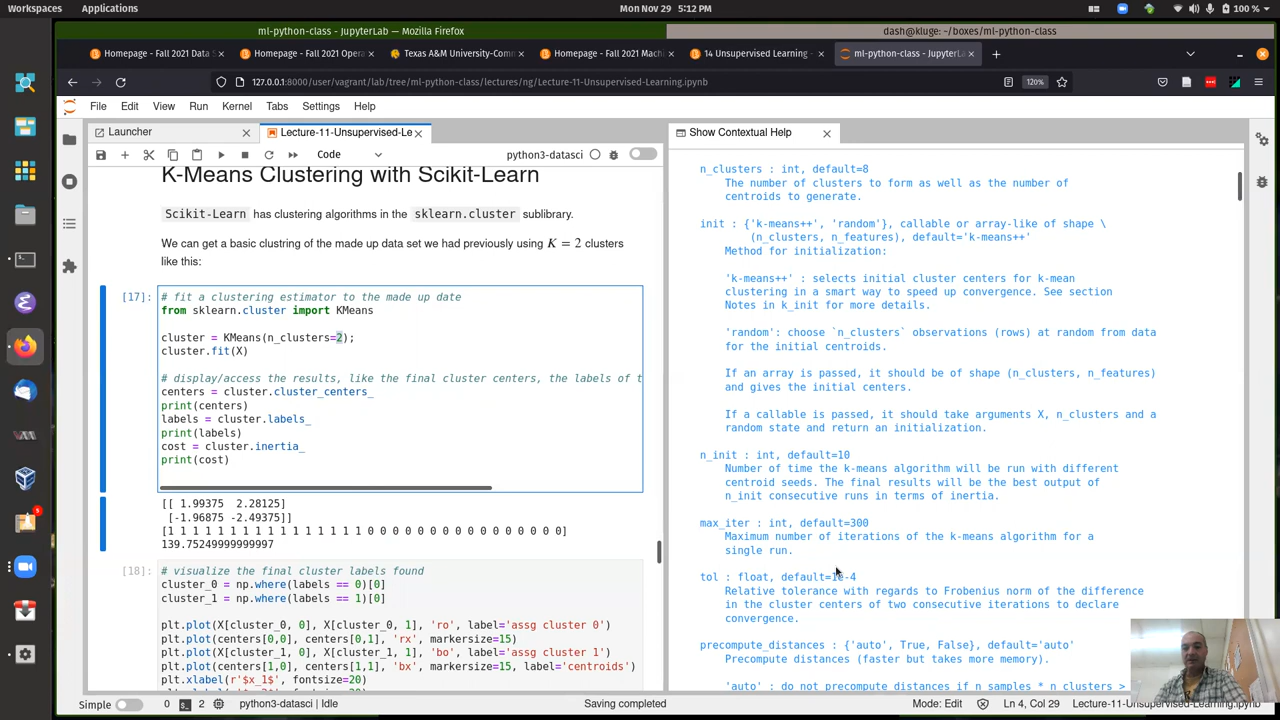 Workspaces Applications Mon Nov 29 5:12 PM 100 %
ml-python-class - JupyterLab — Mozilla Firefox dash@kluge: ~/boxes/ml-python-class
Homepage - Fall 2021 Data S Homepage - Fall 2021 Opera Texas A&M University-Comm Homepage - Fall 2021 Machi 14 Unsupervised Learning - ml-python-class - JupyterLa
127.0.0.1:8000/user/vagrant/lab/tree/ml-python-class/lectures/ng/Lecture-11-Unsupervised-Learning.ipynb 120%
File Edit View Run Kernel Tabs Settings Help
Launcher Lecture-11-Unsupervised-Le
Code python3-datasci
K-Means Clustering with Scikit-Learn
Scikit-Learn has clustering algorithms in the sklearn.cluster sublibrary.
We can get a basic clustring of the made up data set we had previously using K = 2 clusters
like this:
[17]: # fit a clustering estimator to the made up date
from sklearn.cluster import KMeans
cluster = KMeans(n_clusters=2);
cluster.fit(X)
# display/access the results, like the final cluster centers, the labels of t
centers = cluster.cluster_centers_
print(centers)
labels = cluster.labels_
print(labels)
cost = cluster.inertia_
print(cost)
[[ 1.99375 2.28125]
[-1.96875 -2.49375]]
[1 1 1 1 1 1 1 1 1 1 1 1 1 1 1 1 0 0 0 0 0 0 0 0 0 0 0 0 0 0 0 0]
139.75249999999997
[18]: # visualize the final cluster labels found
cluster_0 = np.where(labels == 0)[0]
cluster_1 = np.where(labels == 1)[0]
plt.plot(X[cluster_0, 0], X[cluster_0, 1], 'ro', label='assg cluster 0')
plt.plot(centers[0,0], centers[0,1], 'rx', markersize=15)
plt.plot(X[cluster_1, 0], X[cluster_1, 1], 'bo', label='assg cluster 1')
plt.plot(centers[1,0], centers[1,1], 'bx', markersize=15, label='centroids')
plt.xlabel(r'$x_1$', fontsize=20)
Show Contextual Help
n_clusters : int, default=8
The number of clusters to form as well as the number of
centroids to generate.
init : {'k-means++', 'random'}, callable or array-like of shape \
(n_clusters, n_features), default='k-means++'
Method for initialization:
'k-means++' : selects initial cluster centers for k-mean
clustering in a smart way to speed up convergence. See section
Notes in k_init for more details.
'random': choose `n_clusters` observations (rows) at random from data
for the initial centroids.
If an array is passed, it should be of shape (n_clusters, n_features)
and gives the initial centers.
If a callable is passed, it should take arguments X, n_clusters and a
random state and return an initialization.
n_init : int, default=10
Number of time the k-means algorithm will be run with different
centroid seeds. The final results will be the best output of
n_init consecutive runs in terms of inertia.
max_iter : int, default=300
Maximum number of iterations of the k-means algorithm for a
single run.
tol : float, default=1e-4
Relative tolerance with regards to Frobenius norm of the difference
in the cluster centers of two consecutive iterations to declare
convergence.
precompute_distances : {'auto', True, False}, default='auto'
Precompute distances (faster but takes more memory).
'auto' : do not precompute distances if n_samples * n_clusters >
Simple 0 2 python3-datasci | Idle Saving completed Mode: Edit Ln 4, Col 29 Lecture-11-Unsupervised-Learning.ipynb